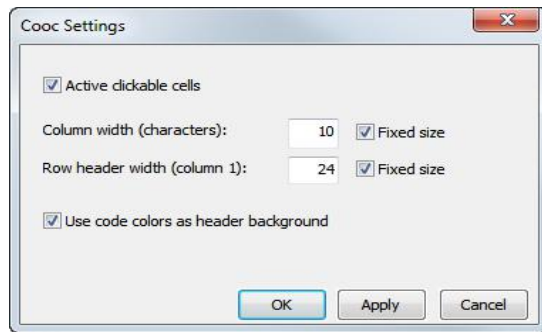 Cooc Settings
Active clickable cells
Column width (characters): 10 Fixed size
Row header width (column 1): 24 Fixed size
Use code colors as header background
OK Apply Cancel